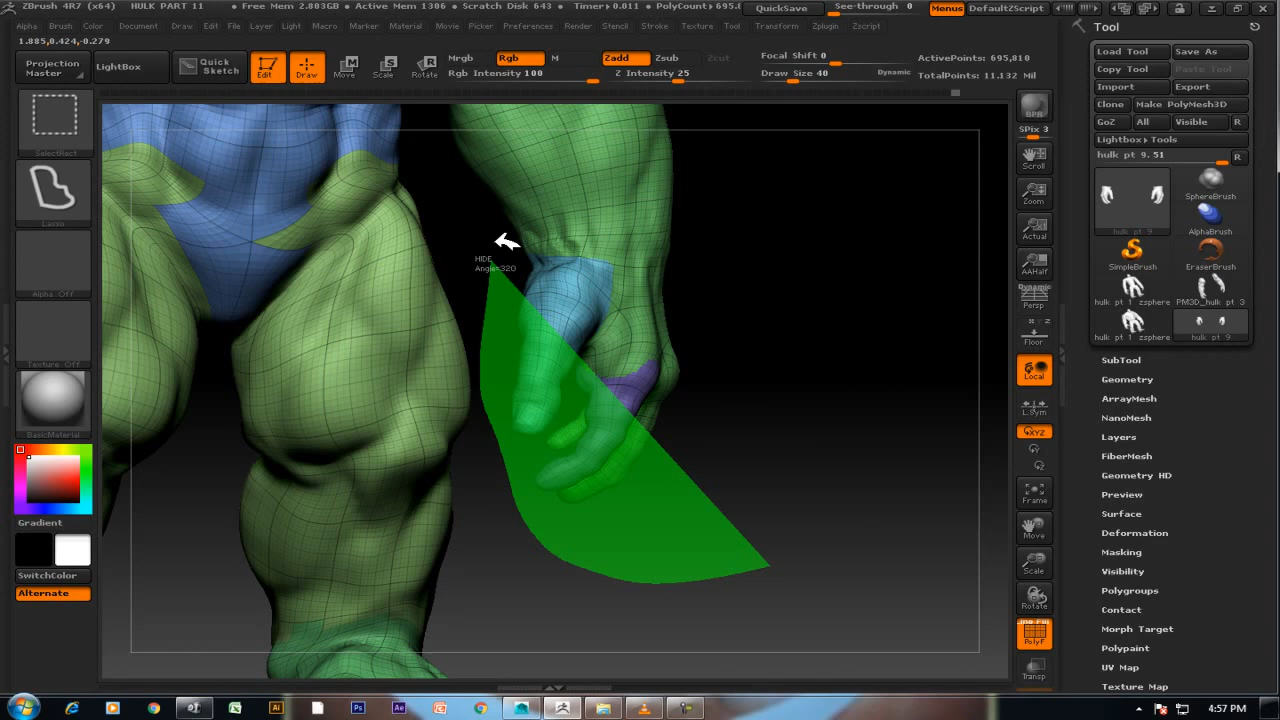 ZBrush 4R7 (x64) HULK PART 11 • Free Mem 2.803GB • Active Mem 1306 • Scratch Disk 643 • Timer▸0.011 • PolyCount▸695. QuickSave See-through 0 Menus DefaultZScript
Alpha Brush Color Document Draw Edit File Layer Light Macro Marker Material Movie Picker Preferences Render Stencil Stroke Texture Tool Transform Zplugin Zscript
1.885,0.424,-0.279
Projection Master
LightBox
Quick Sketch
Edit
Draw
Move
Scale
Rotate
Mrgb Rgb M
Rgb Intensity 100
Zadd Zsub Zcut
Z Intensity 25
Focal Shift 0
Draw Size 40 Dynamic
ActivePoints: 695,810
TotalPoints: 11.132 Mil
SelectRect
Lasso
Alpha Off
Texture Off
BasicMaterial
Gradient
SwitchColor
Alternate
HIDE
Angle=320
BPR
SPix 3
Scroll
Zoom
Actual
AAHalf
Dynamic
Persp
X Y Z
Floor
Local
L.Sym
XYZ
Y
Z
Frame
Move
Scale
Rotate
PolyF
Transp
Tool
Load Tool Save As
Copy Tool Paste Tool
Import Export
Clone Make PolyMesh3D
GoZ All Visible R
Lightbox▸Tools
hulk pt 9.51 R
hulk pt 9
SphereBrush
AlphaBrush
SimpleBrush EraserBrush
hulk pt 1 zsphere PM3D_hulk pt 3
hulk pt 1 zsphere hulk pt 9
SubTool
Geometry
ArrayMesh
NanoMesh
Layers
FiberMesh
Geometry HD
Preview
Surface
Deformation
Masking
Visibility
Polygroups
Contact
Morph Target
Polypaint
UV Map
Texture Map
Ai
Ps
Ae
4:57 PM